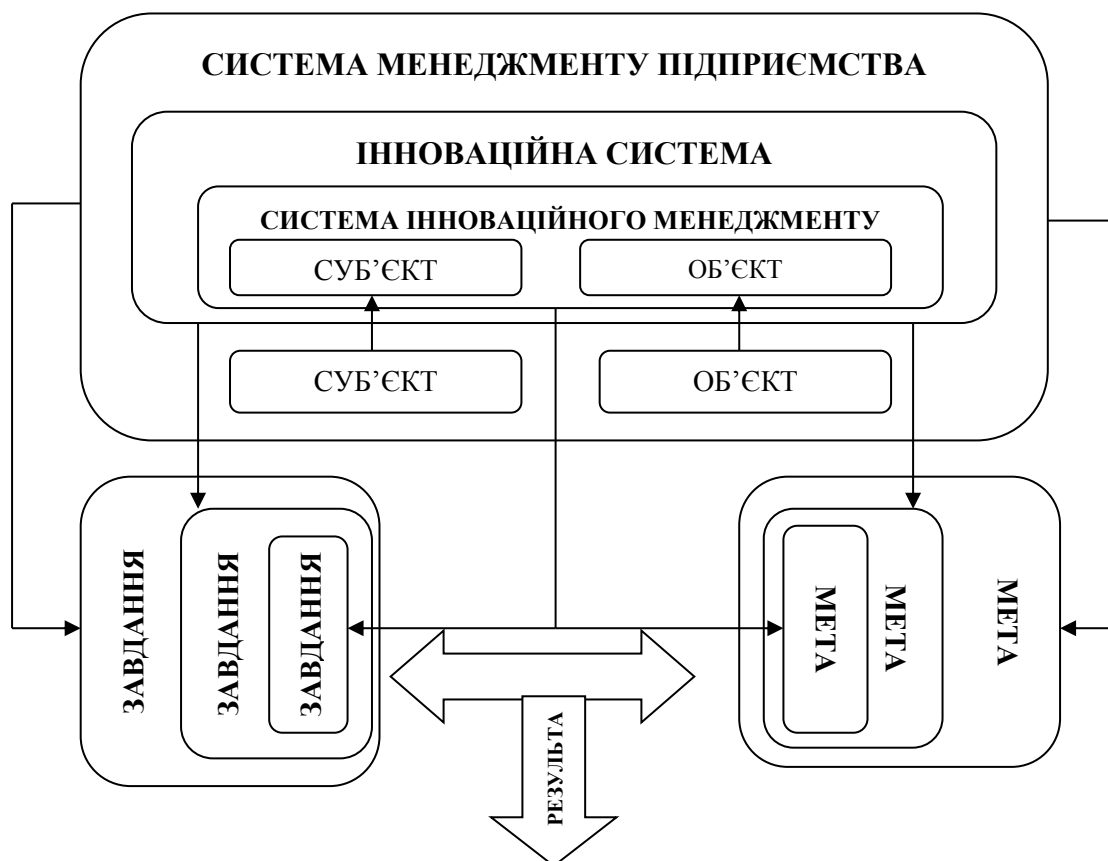 СИСТЕМА МЕНЕДЖМЕНТУ ПІДПРИЄМСТВА
ІННОВАЦІЙНА СИСТЕМА
СИСТЕМА ІННОВАЦІЙНОГО МЕНЕДЖМЕНТУ
СУБ’ЄКТ
ОБ’ЄКТ
СУБ’ЄКТ
ОБ’ЄКТ
ЗАВДАННЯ
ЗАВДАННЯ
ЗАВДАННЯ
МЕТА
МЕТА
МЕТА
РЕЗУЛЬТА